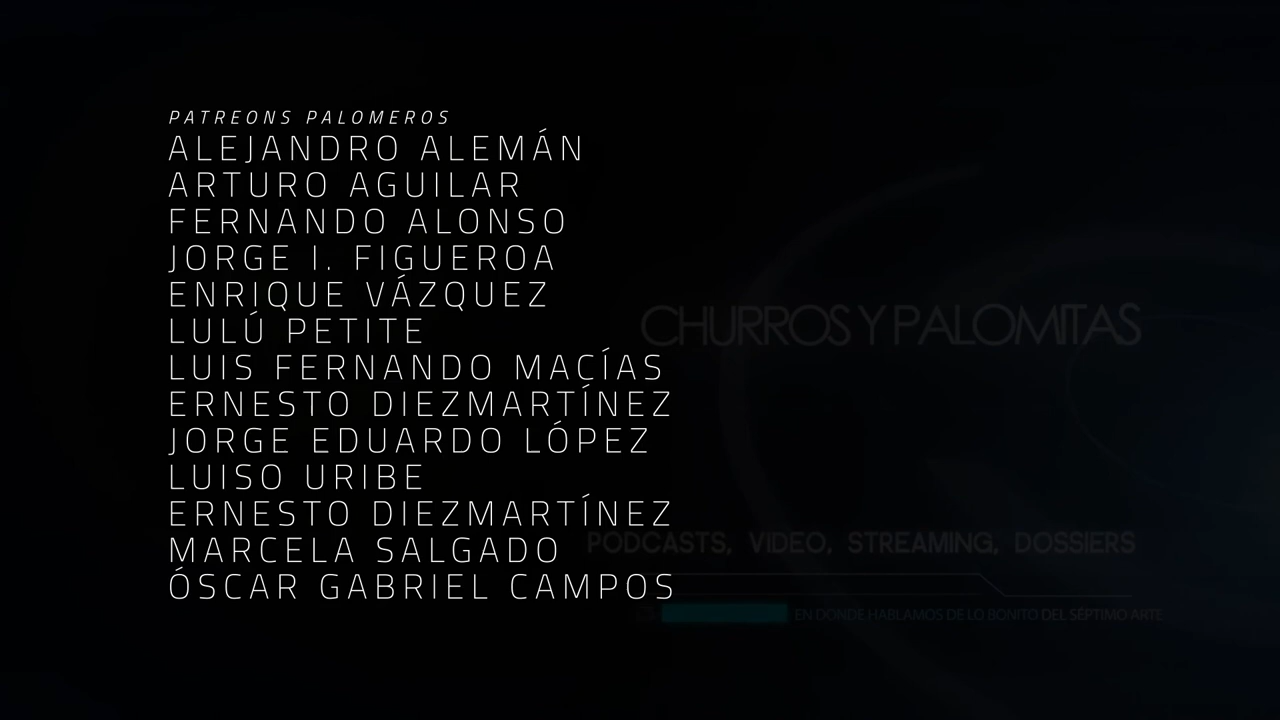 PATREONS PALOMEROS
ALEJANDRO ALEMÁN
ARTURO AGUILAR
FERNANDO ALONSO
JORGE I. FIGUEROA
ENRIQUE VÁZQUEZ
LULÚ PETITE
LUIS FERNANDO MACÍAS
ERNESTO DIEZMARTÍNEZ
JORGE EDUARDO LÓPEZ
LUISO URIBE
ERNESTO DIEZMARTÍNEZ
MARCELA SALGADO
ÓSCAR GABRIEL CAMPOS
CHURROS Y PALOMITAS
PODCASTS, VIDEO, STREAMING, DOSSIERS
EN DONDE HABLAMOS DE LO BONITO DEL SÉPTIMO ARTE